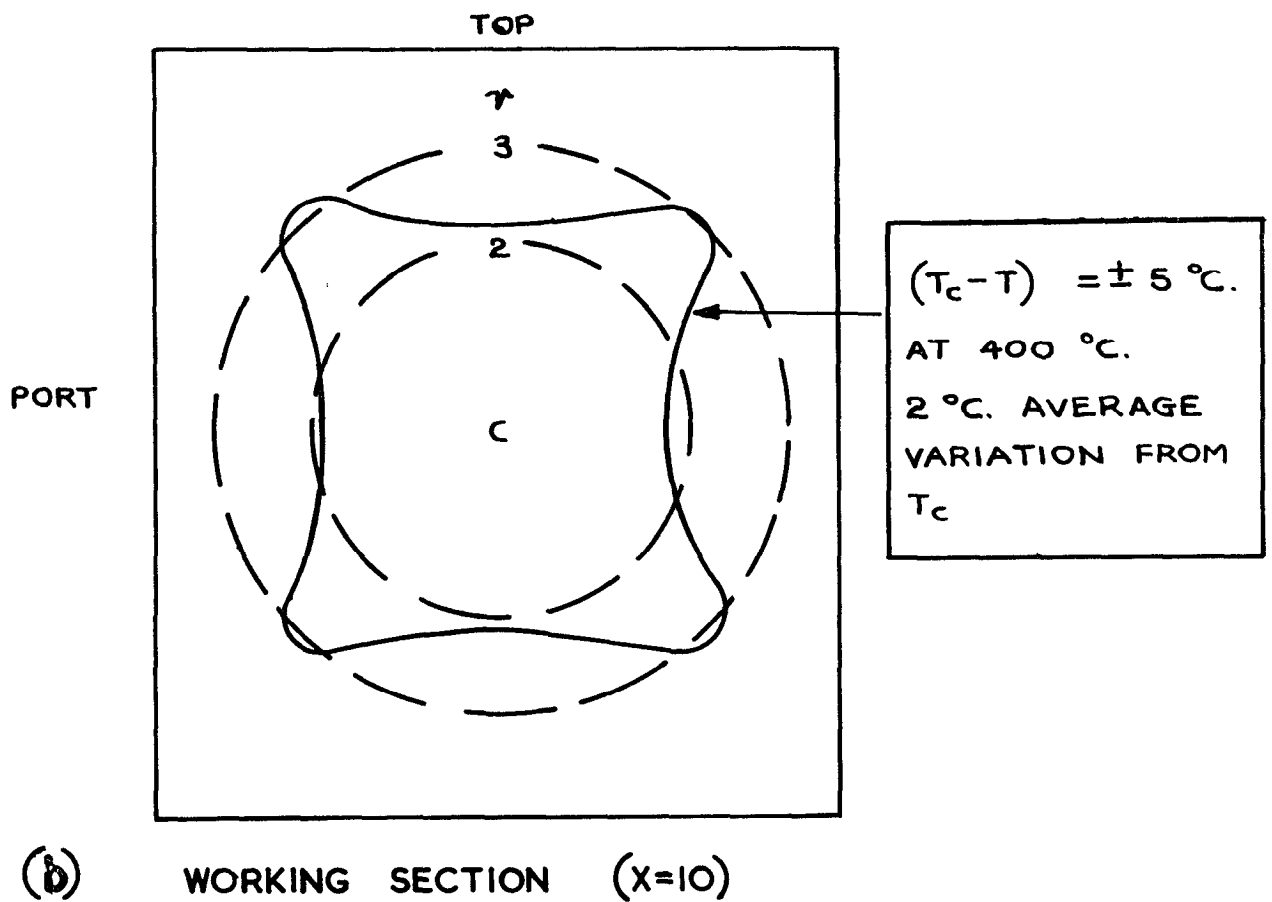 TOP
r
3
2
(Tc-T) = ± 5 °C.
AT 400 °C.
2 °C. AVERAGE
VARIATION FROM
Tc
PORT
C
(b) WORKING SECTION (X=10)